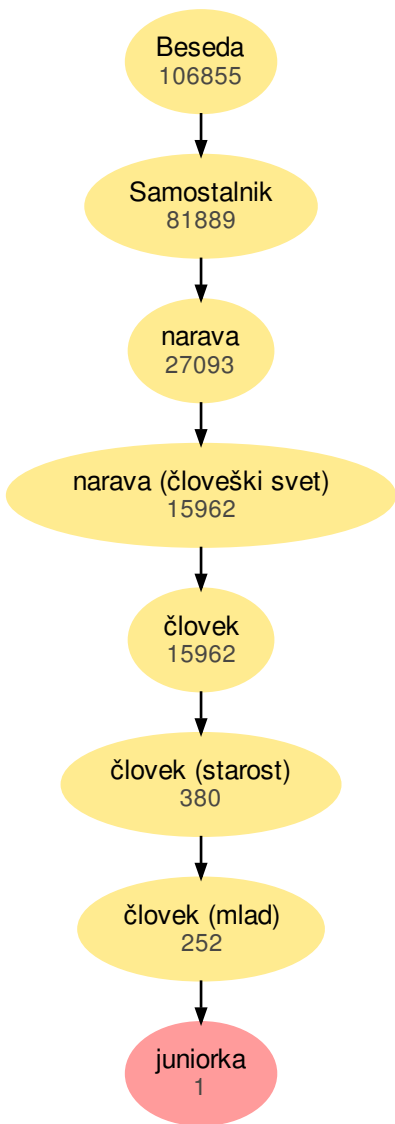 Beseda
106855
Samostalnik
81889
narava
27093
narava (človeški svet)
15962
človek
15962
človek (starost)
380
človek (mlad)
252
juniorka
1